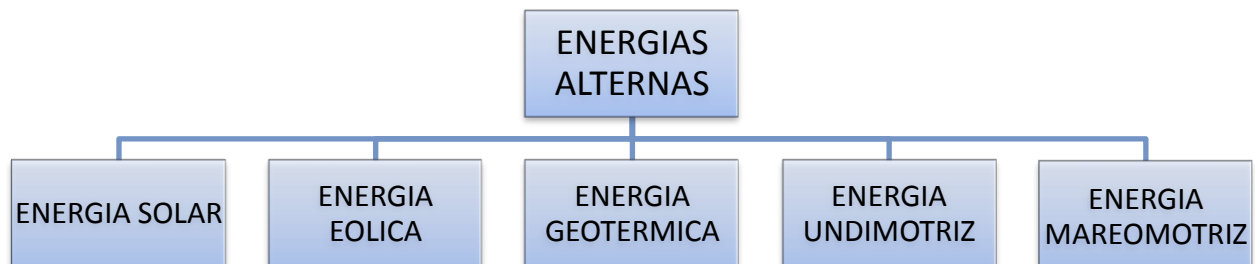 ENERGIAS
ALTERNAS
ENERGIA SOLAR
ENERGIA
EOLICA
ENERGIA
GEOTERMICA
ENERGIA
UNDIMOTRIZ
ENERGIA
MAREOMOTRIZ